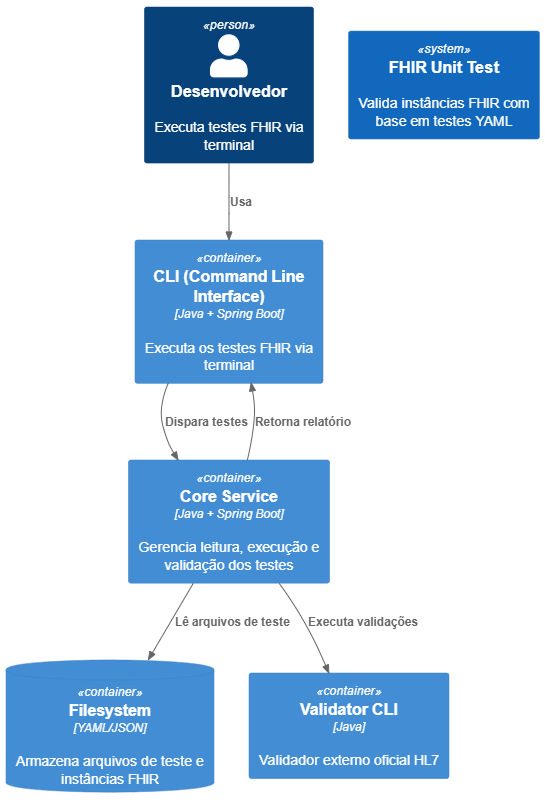 «person»
Desenvolvedor
Executa testes FHIR via
terminal
«system»
FHIR Unit Test
Valida instâncias FHIR com
base em testes YAML
Usa
«container»
CLI (Command Line
Interface)
[Java + Spring Boot]
Executa os testes FHIR via
terminal
Dispara testes
Retorna relatório
«container»
Core Service
[Java + Spring Boot]
Gerencia leitura, execução e
validação dos testes
Lê arquivos de teste
Executa validações
«container»
Filesystem
[YAML/JSON]
Armazena arquivos de teste e
instâncias FHIR
«container»
Validator CLI
[Java]
Validador externo oficial HL7